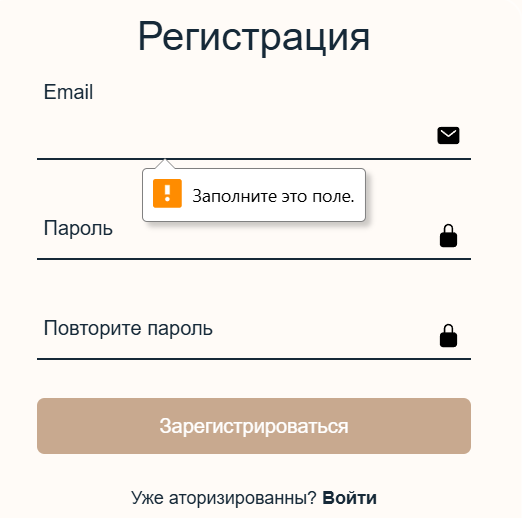 Регистрация
Email
Заполните это поле.
Пароль
Повторите пароль
Зарегистрироваться
Уже аторизированны? Войти